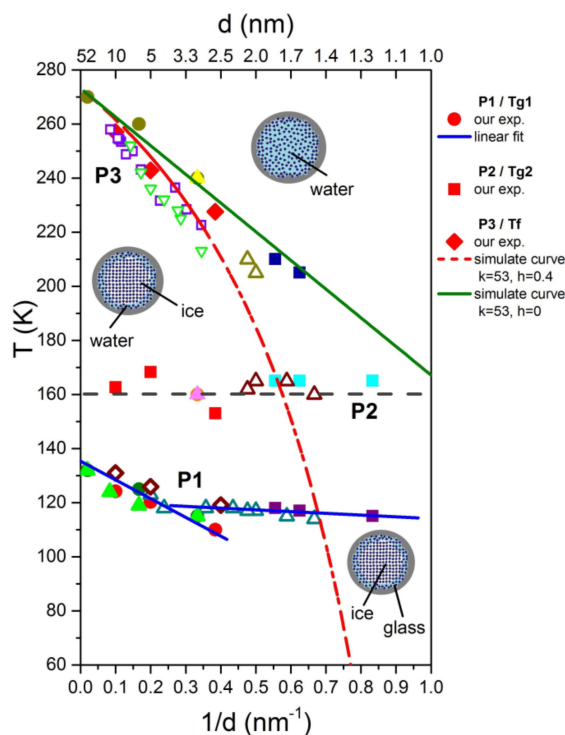 d (nm)
52 10 5 3.3 2.5 2.0 1.7 1.4 1.3 1.1 1.0
280
260
240
220
200
180
160
140
120
100
80
60
T (K)
P3
water
ice
water
P2
P1
ice
glass
0.0 0.1 0.2 0.3 0.4 0.5 0.6 0.7 0.8 0.9 1.0
1/d (nm⁻¹)
P1 / Tg1
our exp.
linear fit
P2 / Tg2
our exp.
P3 / Tf
our exp.
simulate curve
k=53, h=0.4
simulate curve
k=53, h=0